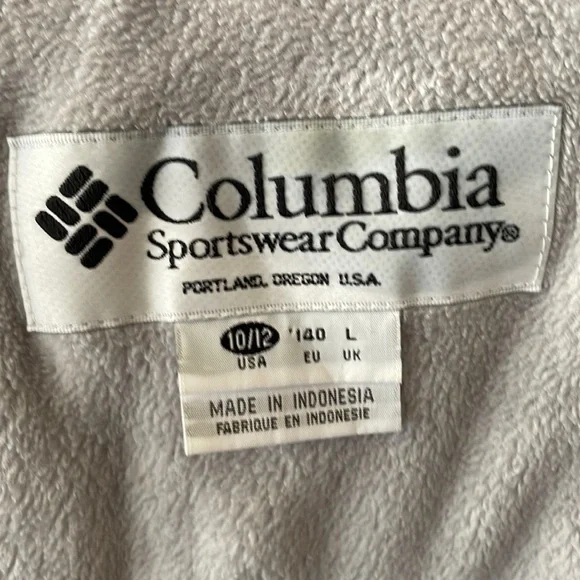 Columbia
Sportswear Company®
PORTLAND, OREGON U.S.A.
10/12 '140 L
USA EU UK
MADE IN INDONESIA
FABRIQUE EN INDONESIE